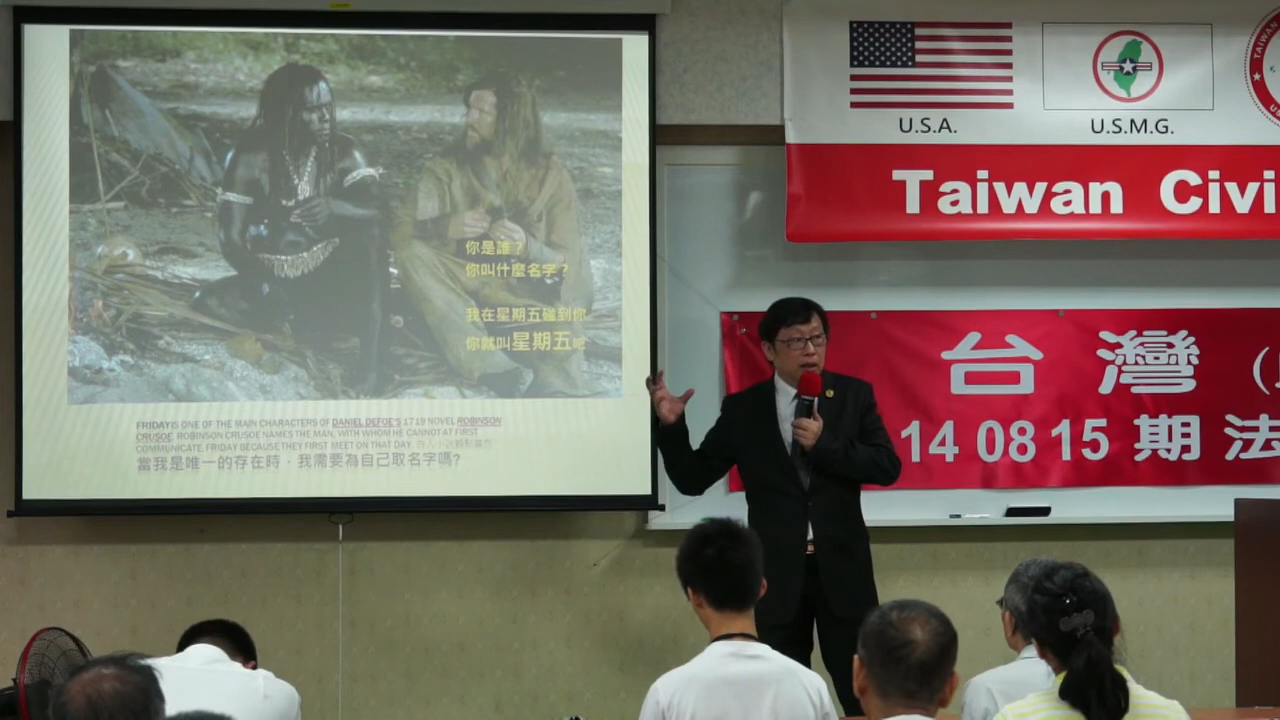 你是誰?
你叫什麼名字?
我在星期五碰到你
你就叫星期五吧
FRIDAY IS ONE OF THE MAIN CHARACTERS OF DANIEL DEFOE'S 1719 NOVEL ROBINSON
CRUSOE. ROBINSON CRUSOE NAMES THE MAN, WITH WHOM HE CANNOT AT FIRST
COMMUNICATE, FRIDAY BECAUSE THEY FIRST MEET ON THAT DAY.
當我是唯一的存在時,我需要為自己取名字嗎?
U.S.A.
U.S.M.G.
TAIWAN
Taiwan Civi
台灣(
14 08 15 期法